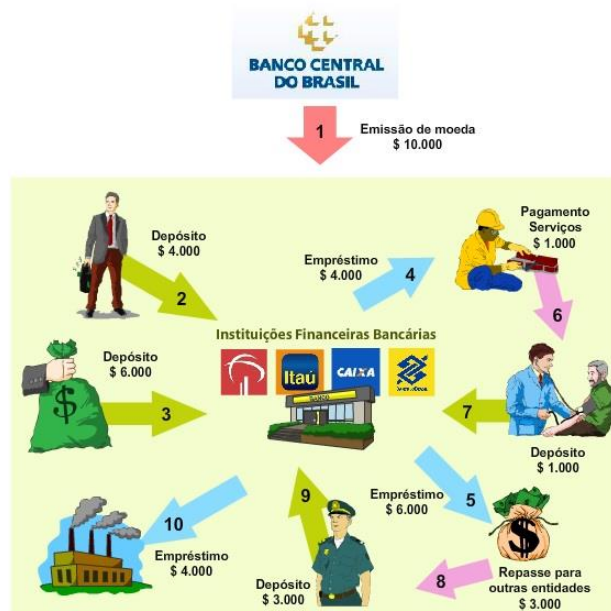 BANCO CENTRAL
DO BRASIL
1
Emissão de moeda
$ 10.000
Depósito
$ 4.000
2
Empréstimo
$ 4.000
4
Pagamento
Serviços
$ 1.000
6
Instituições Financeiras Bancárias
Itaú
CAIXA
BANCO
Depósito
$ 6.000
3
7
Depósito
$ 1.000
10
Empréstimo
$ 4.000
9
Depósito
$ 3.000
Empréstimo
$ 6.000
5
8
Repasse para
outras entidades
$ 3.000